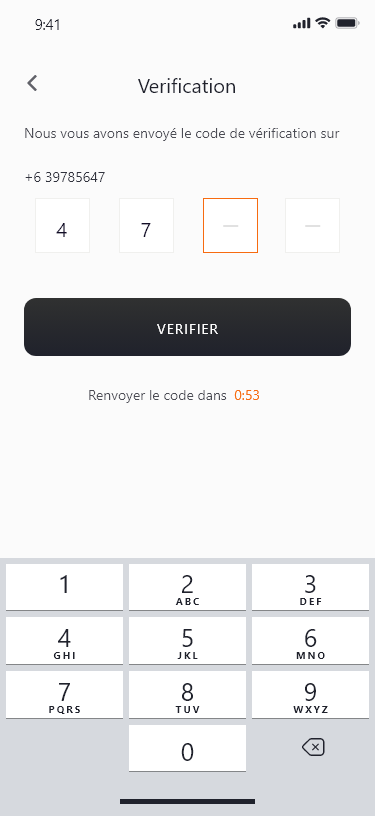 9:41
Verification
Nous vous avons envoyé le code de vérification sur
+6 39785647
4 7
VERIFIER
Renvoyer le code dans 0:53
1 2 3
ABC DEF
4 5 6
GHI JKL MNO
7 8 9
PQRS TUV WXYZ
0